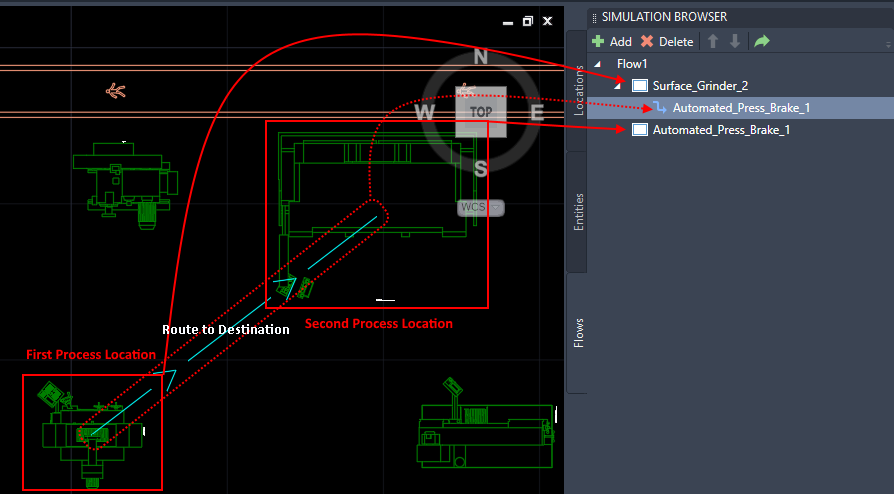 SIMULATION BROWSER
Add
Delete
Flow1
Surface_Grinder_2
Automated_Press_Brake_1
Automated_Press_Brake_1
Locations
Entities
Flows
N
W
TOP
E
S
WCS
Route to Destination
Second Process Location
First Process Location